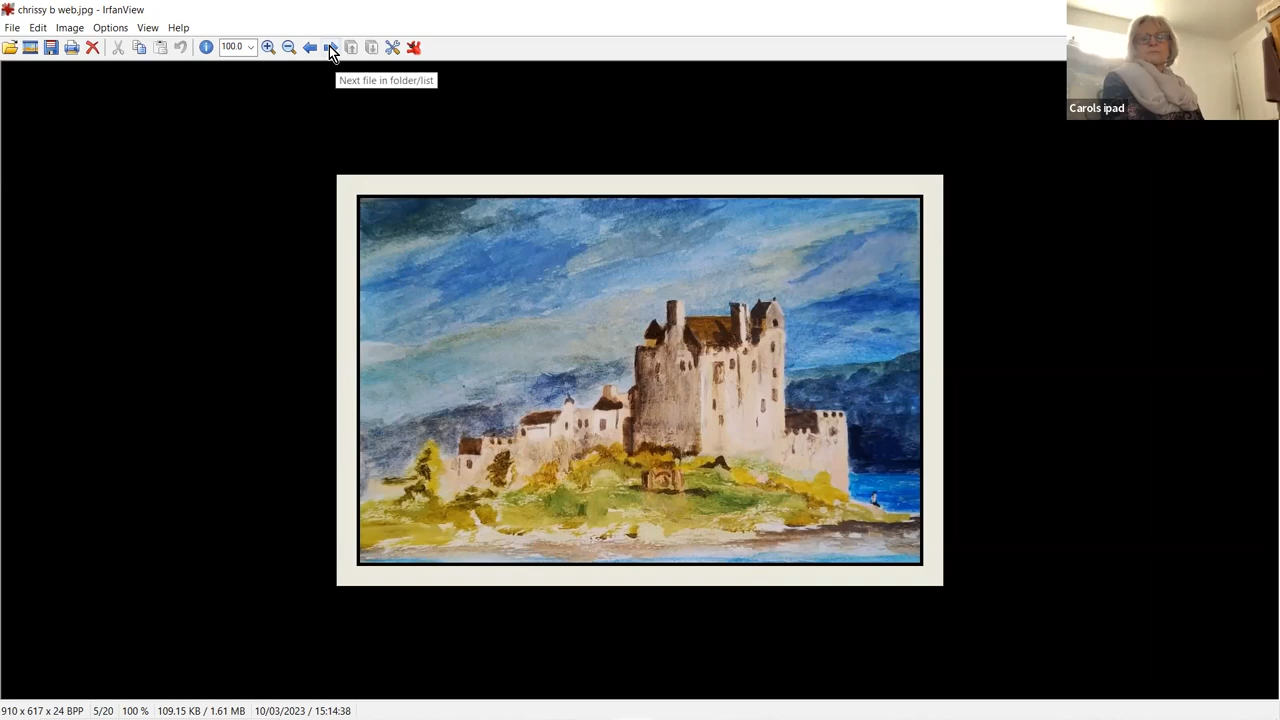 chrissy b web.jpg - IrfanView
File Edit Image Options View Help
100.0
Next file in folder/list
Carols ipad
910 x 617 x 24 BPP 5/20 100 % 109.15 KB / 1.61 MB 10/03/2023 / 15:14:38